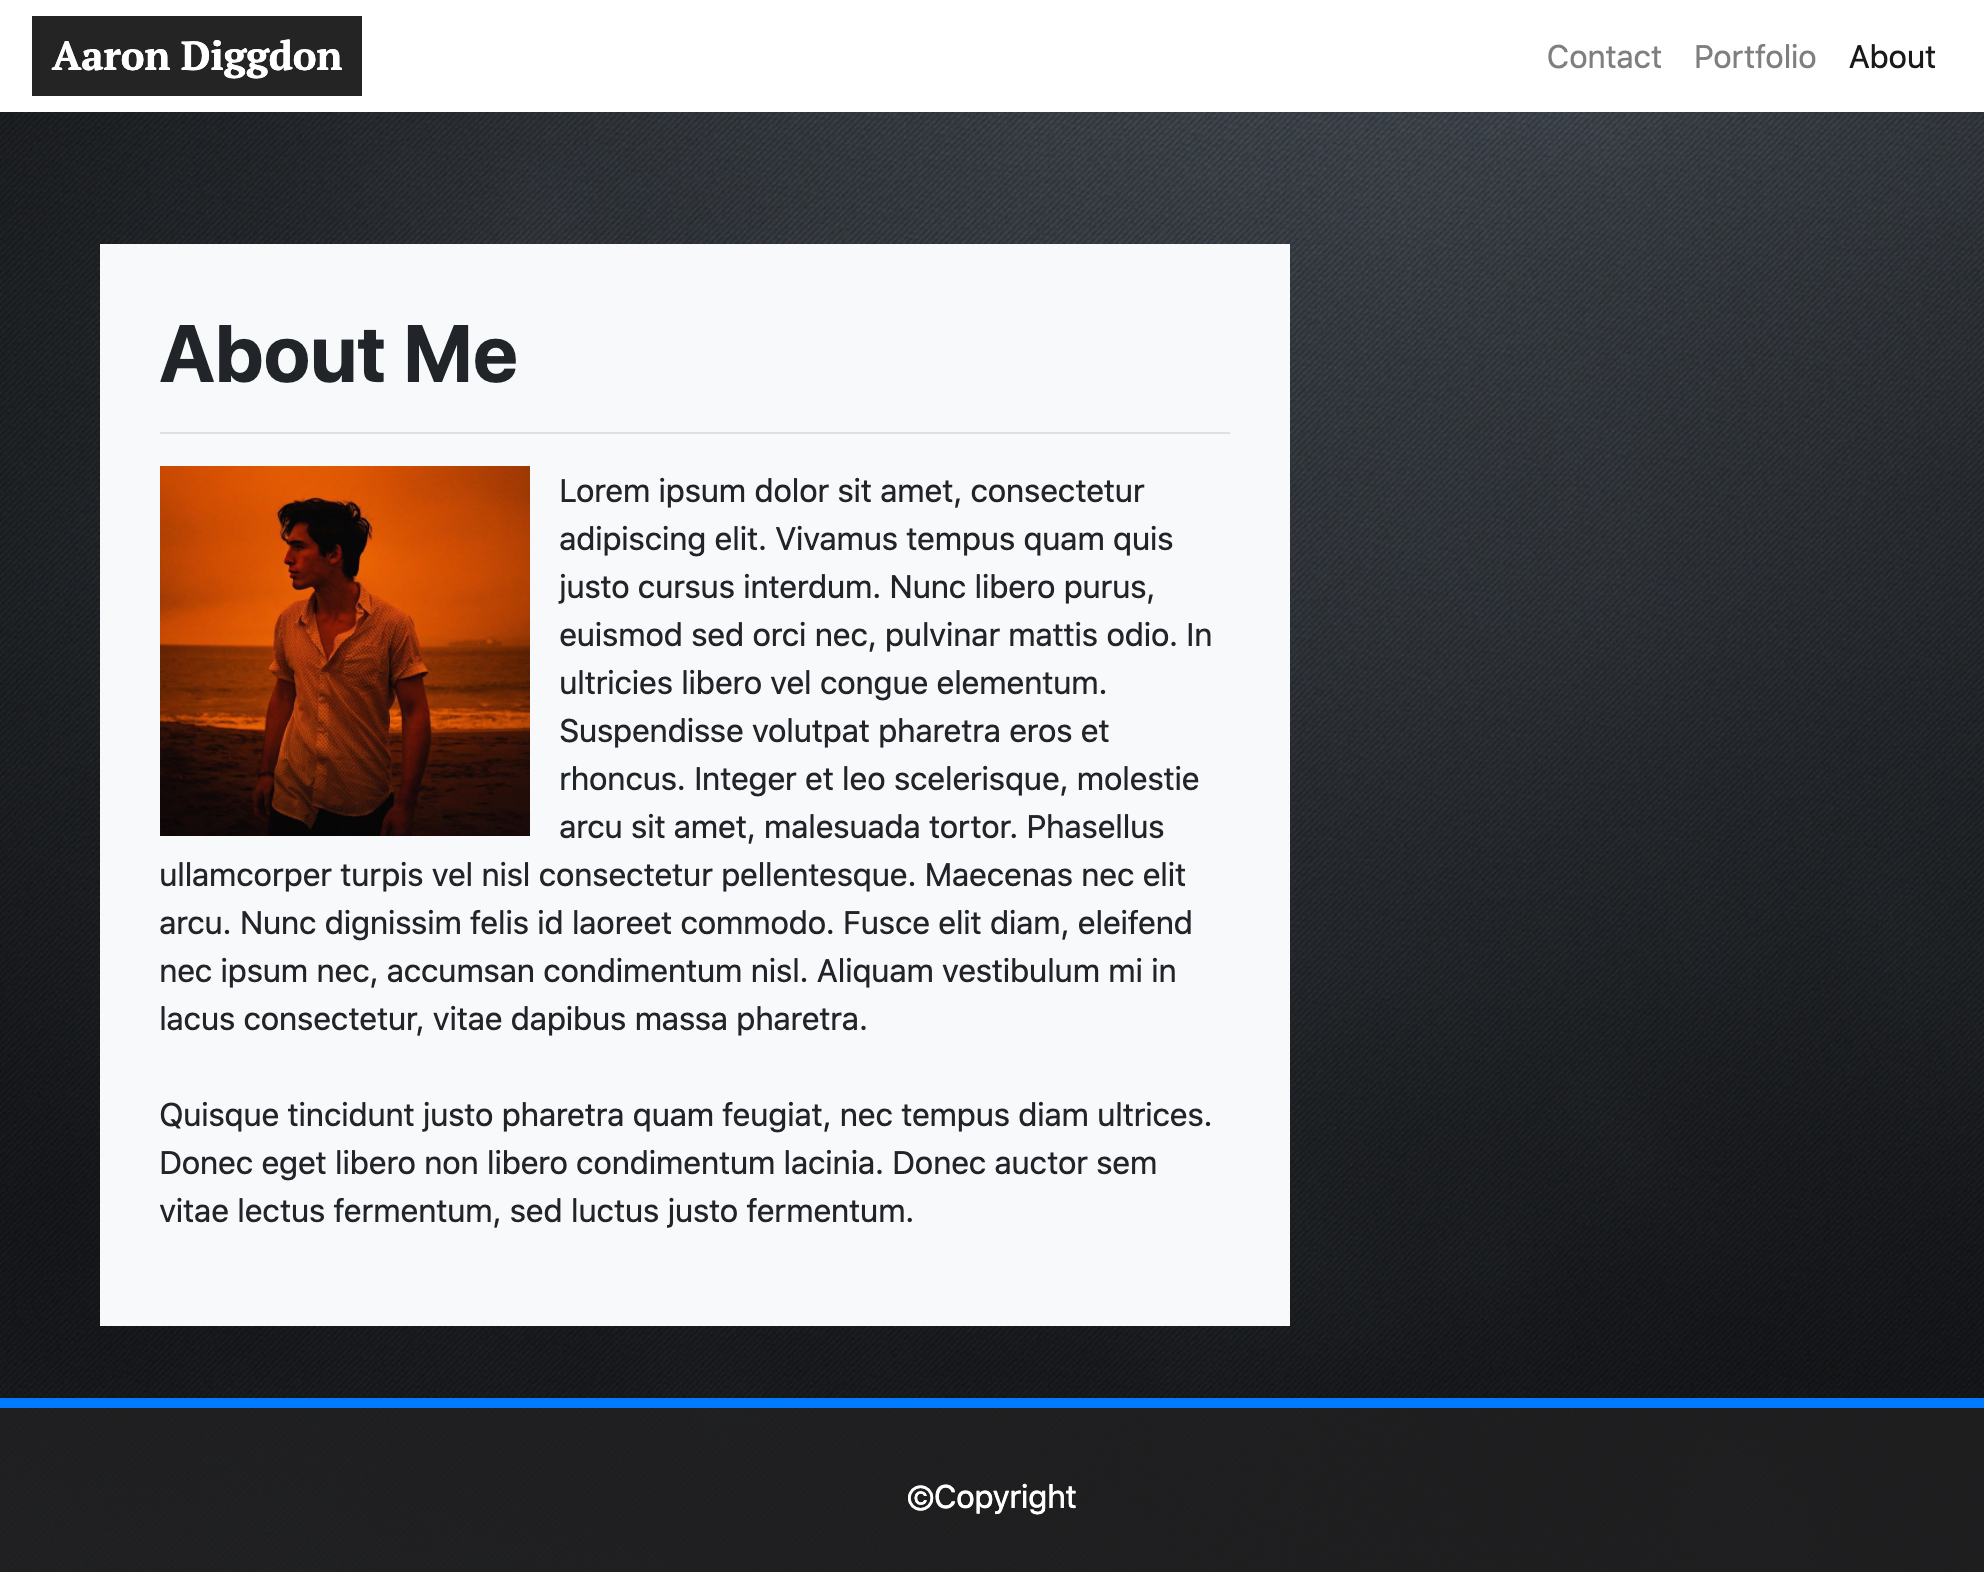 Aaron Diggdon
Contact Portfolio About
About Me
Lorem ipsum dolor sit amet, consectetur
adipiscing elit. Vivamus tempus quam quis
justo cursus interdum. Nunc libero purus,
euismod sed orci nec, pulvinar mattis odio. In
ultricies libero vel congue elementum.
Suspendisse volutpat pharetra eros et
rhoncus. Integer et leo scelerisque, molestie
arcu sit amet, malesuada tortor. Phasellus
ullamcorper turpis vel nisl consectetur pellentesque. Maecenas nec elit
arcu. Nunc dignissim felis id laoreet commodo. Fusce elit diam, eleifend
nec ipsum nec, accumsan condimentum nisl. Aliquam vestibulum mi in
lacus consectetur, vitae dapibus massa pharetra.
Quisque tincidunt justo pharetra quam feugiat, nec tempus diam ultrices.
Donec eget libero non libero condimentum lacinia. Donec auctor sem
vitae lectus fermentum, sed luctus justo fermentum.
©Copyright